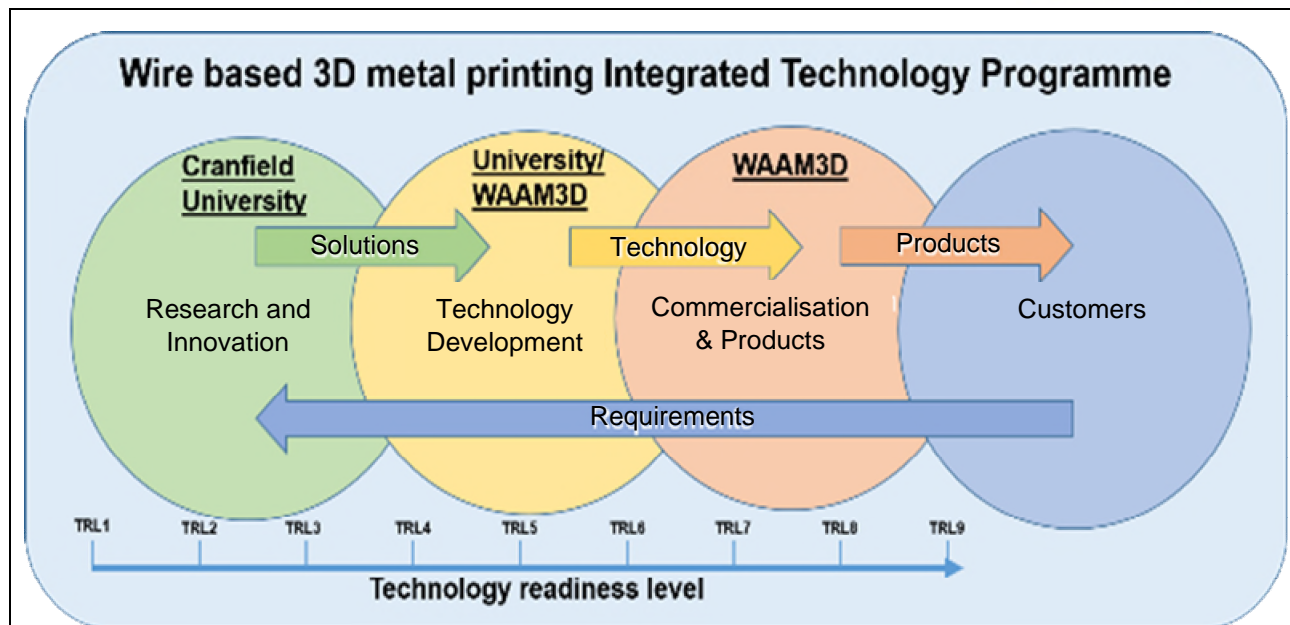 Wire based 3D metal printing Integrated Technology Programme
Cranfield
University
University/
WAAM3D
WAAM3D
Solutions
Technology
Products
Research and
Innovation
Technology
Development
Commercialisation
& Products
Customers
Requirements
TRL1 TRL2 TRL3 TRL4 TRL5 TRL6 TRL7 TRL8 TRL9
Technology readiness level